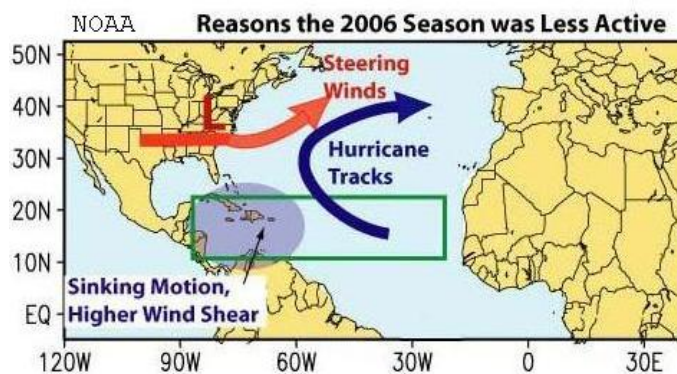 NOAA Reasons the 2006 Season was Less Active
50N
Steering
Winds
40N
L
Hurricane
Tracks
30N
20N
10N
Sinking Motion,
Higher Wind Shear
EQ
120W 90W 60W 30W 0 30E